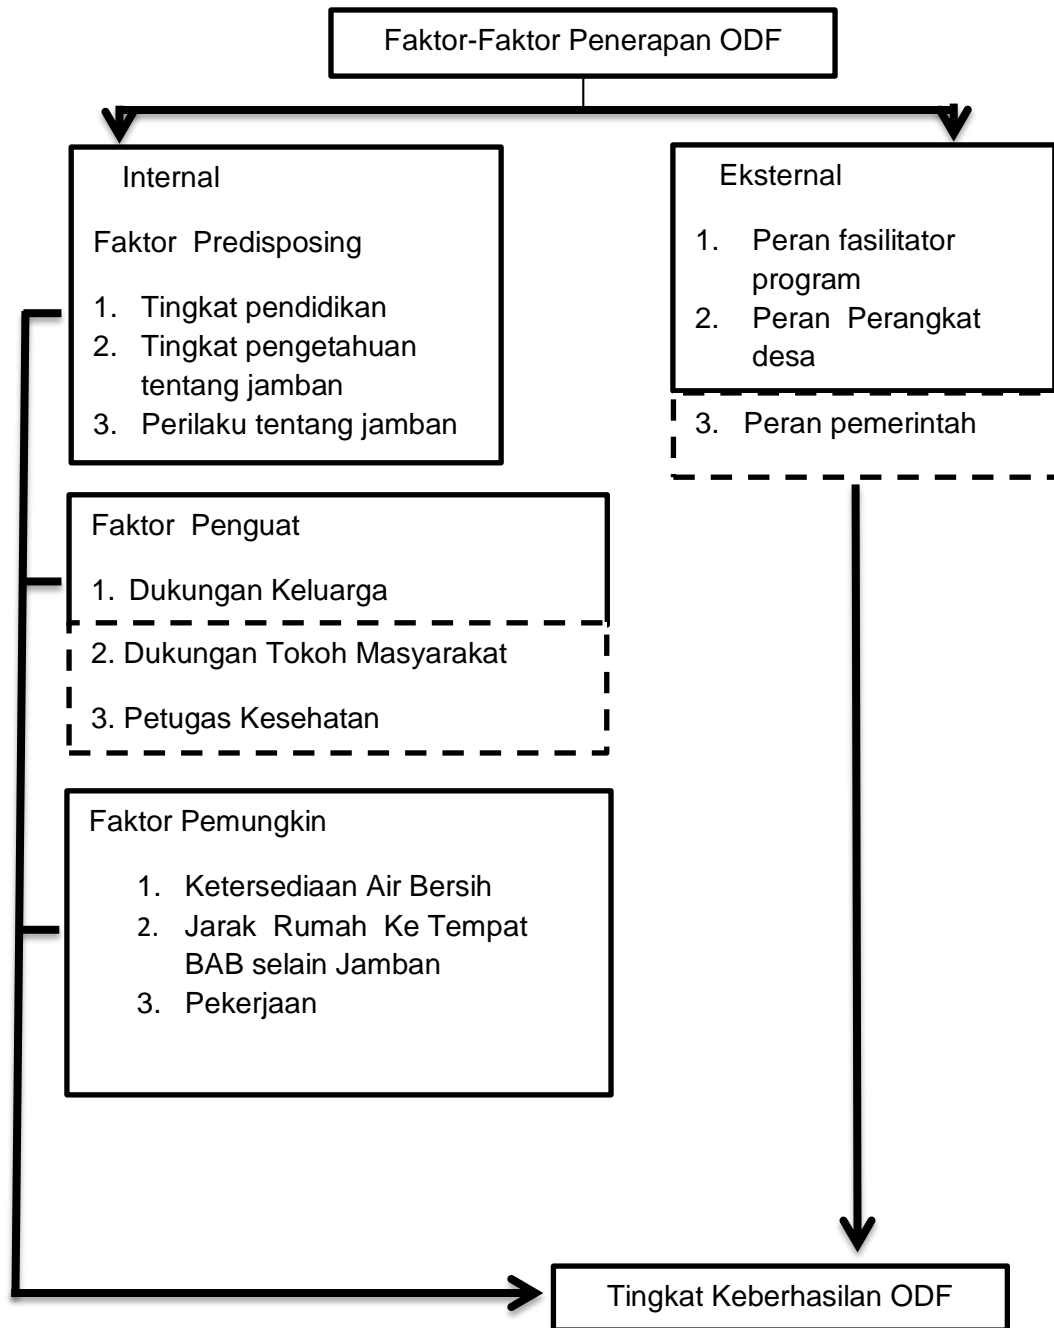 Faktor-Faktor Penerapan ODF
Internal
Faktor Predisposing
1. Tingkat pendidikan
2. Tingkat pengetahuan
tentang jamban
3. Perilaku tentang jamban
Eksternal
1. Peran fasilitator
program
2. Peran Perangkat
desa
3. Peran pemerintah
Faktor Penguat
1. Dukungan Keluarga
2. Dukungan Tokoh Masyarakat
3. Petugas Kesehatan
Faktor Pemungkin
1. Ketersediaan Air Bersih
2. Jarak Rumah Ke Tempat
BAB selain Jamban
3. Pekerjaan
Tingkat Keberhasilan ODF